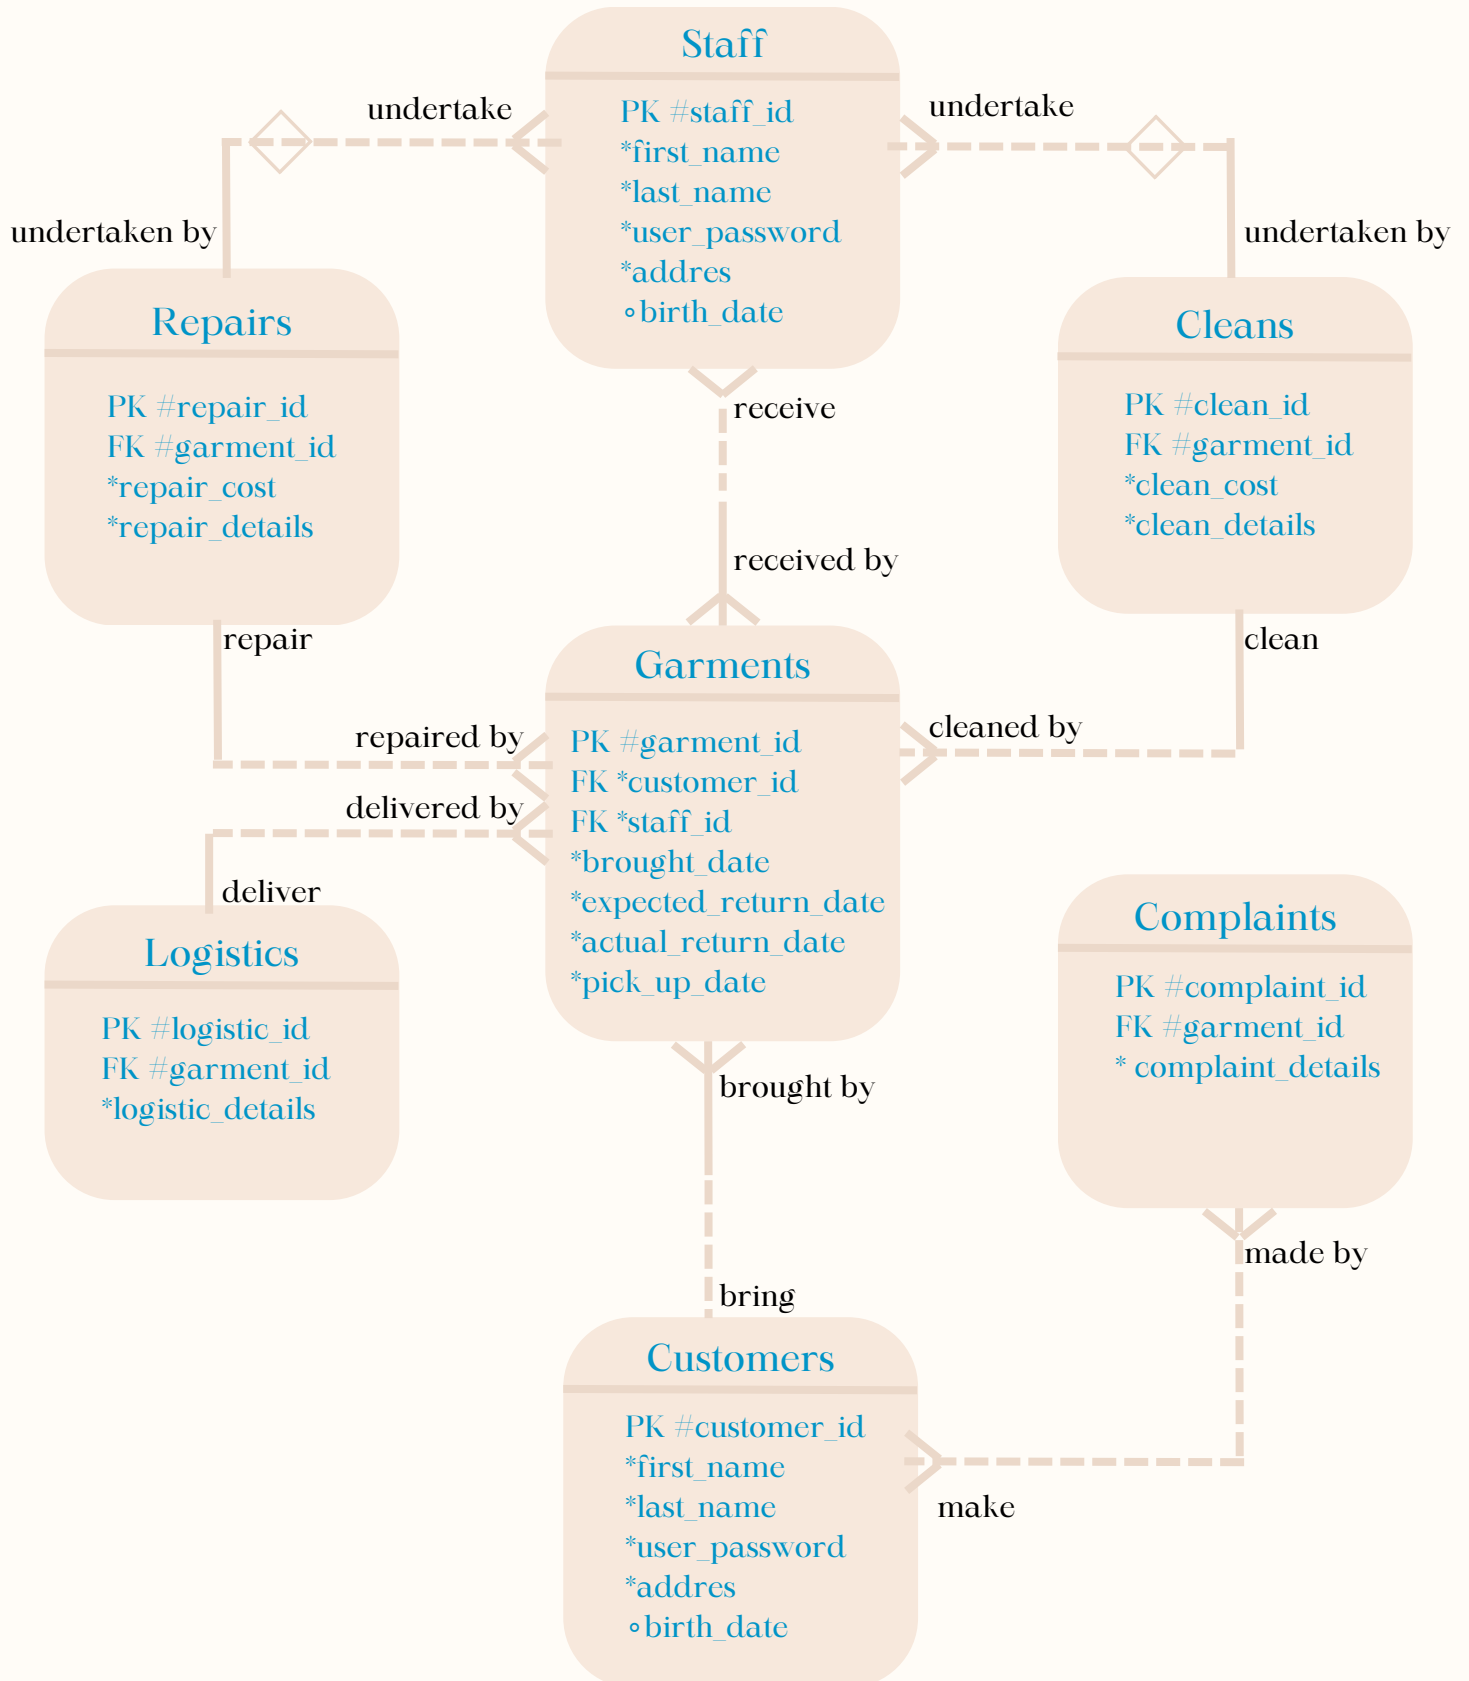 Staff
PK #staff_id
*first_name
*last_name
*user_password
*addres
∘birth_date
undertake
undertake
undertaken by
undertaken by
Repairs
PK #repair_id
FK #garment_id
*repair_cost
*repair_details
Cleans
PK #clean_id
FK #garment_id
*clean_cost
*clean_details
receive
received by
repair
clean
Garments
PK #garment_id
FK *customer_id
FK *staff_id
*brought_date
*expected_return_date
*actual_return_date
*pick_up_date
repaired by
cleaned by
delivered by
deliver
Logistics
PK #logistic_id
FK #garment_id
*logistic_details
Complaints
PK #complaint_id
FK #garment_id
* complaint_details
brought by
made by
bring
Customers
PK #customer_id
*first_name
*last_name
*user_password
*addres
∘birth_date
make